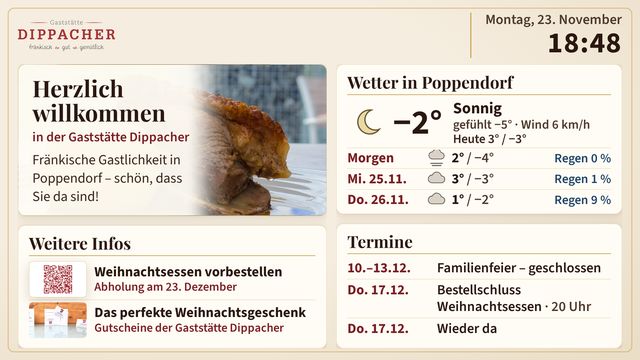 Gaststätte
DIPPACHER
fränkisch gut gemütlich
Montag, 23. November
18:48
Herzlich
willkommen
in der Gaststätte Dippacher
Fränkische Gastlichkeit in
Poppendorf – schön, dass
Sie da sind!
Wetter in Poppendorf
−2°
Sonnig
gefühlt −5° · Wind 6 km/h
Heute 3° / −3°
Morgen 2° / −4° Regen 0 %
Mi. 25.11. 3° / −3° Regen 1 %
Do. 26.11. 1° / −2° Regen 9 %
Weitere Infos
Weihnachtsessen vorbestellen
Abholung am 23. Dezember
Das perfekte Weihnachtsgeschenk
Gutscheine der Gaststätte Dippacher
Termine
10.–13.12. Familienfeier – geschlossen
Do. 17.12. Bestellschluss
Weihnachtsessen · 20 Uhr
Do. 17.12. Wieder da